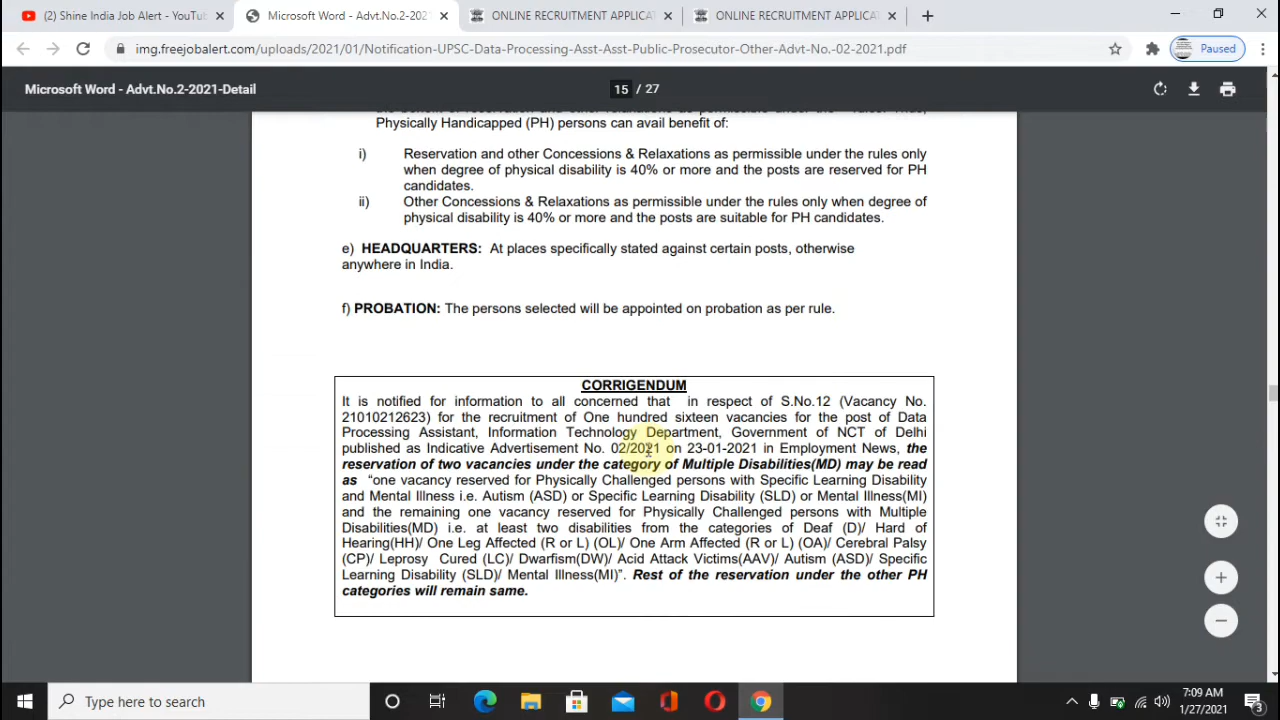 (2) Shine India Job Alert - YouTu
Microsoft Word - Advt.No.2-202
ONLINE RECRUITMENT APPLICAT
ONLINE RECRUITMENT APPLICAT
img.freejobalert.com/uploads/2021/01/Notification-UPSC-Data-Processing-Asst-Asst-Public-Prosecutor-Other-Advt-No.-02-2021.pdf
Paused
Microsoft Word - Advt.No.2-2021-Detail
15 / 27
Physically Handicapped (PH) persons can avail benefit of:
i) Reservation and other Concessions & Relaxations as permissible under the rules only
when degree of physical disability is 40% or more and the posts are reserved for PH
candidates.
ii) Other Concessions & Relaxations as permissible under the rules only when degree of
physical disability is 40% or more and the posts are suitable for PH candidates.
e) HEADQUARTERS: At places specifically stated against certain posts, otherwise
anywhere in India.
f) PROBATION: The persons selected will be appointed on probation as per rule.
CORRIGENDUM
It is notified for information to all concerned that in respect of S.No.12 (Vacancy No.
21010212623) for the recruitment of One hundred sixteen vacancies for the post of Data
Processing Assistant, Information Technology Department, Government of NCT of Delhi
published as Indicative Advertisement No. 02/2021 on 23-01-2021 in Employment News, the
reservation of two vacancies under the category of Multiple Disabilities(MD) may be read
as “one vacancy reserved for Physically Challenged persons with Specific Learning Disability
and Mental Illness i.e. Autism (ASD) or Specific Learning Disability (SLD) or Mental Illness(MI)
and the remaining one vacancy reserved for Physically Challenged persons with Multiple
Disabilities(MD) i.e. at least two disabilities from the categories of Deaf (D)/ Hard of
Hearing(HH)/ One Leg Affected (R or L) (OL)/ One Arm Affected (R or L) (OA)/ Cerebral Palsy
(CP)/ Leprosy Cured (LC)/ Dwarfism(DW)/ Acid Attack Victims(AAV)/ Autism (ASD)/ Specific
Learning Disability (SLD)/ Mental Illness(MI)”. Rest of the reservation under the other PH
categories will remain same.
Type here to search
7:09 AM
1/27/2021
3